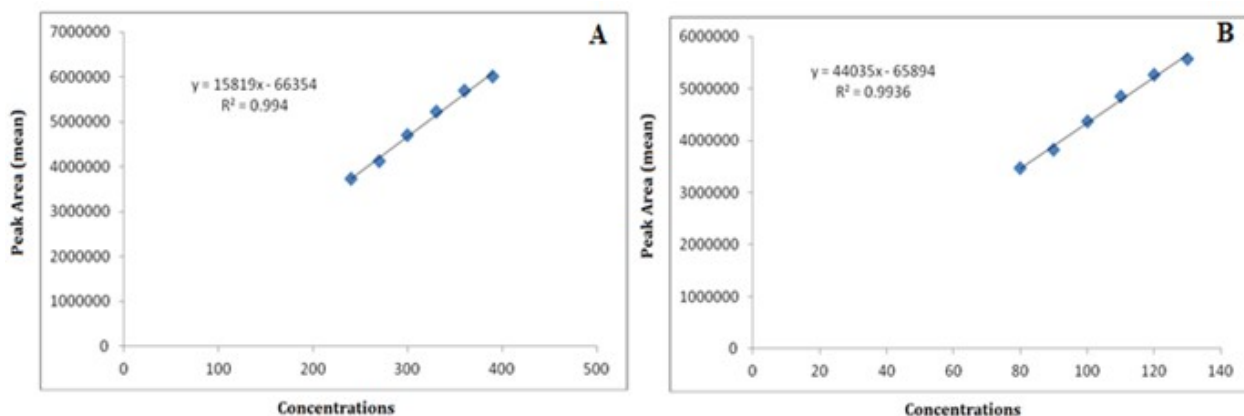 A
7000000
6000000
5000000
4000000
3000000
2000000
1000000
0
y = 15819x - 66354
R² = 0.994
Peak Area (mean)
0 100 200 300 400 500
Concentrations
B
6000000
5000000
4000000
3000000
2000000
1000000
0
y = 44035x - 65894
R² = 0.9936
Peak Area (mean)
0 20 40 60 80 100 120 140
Concentrations